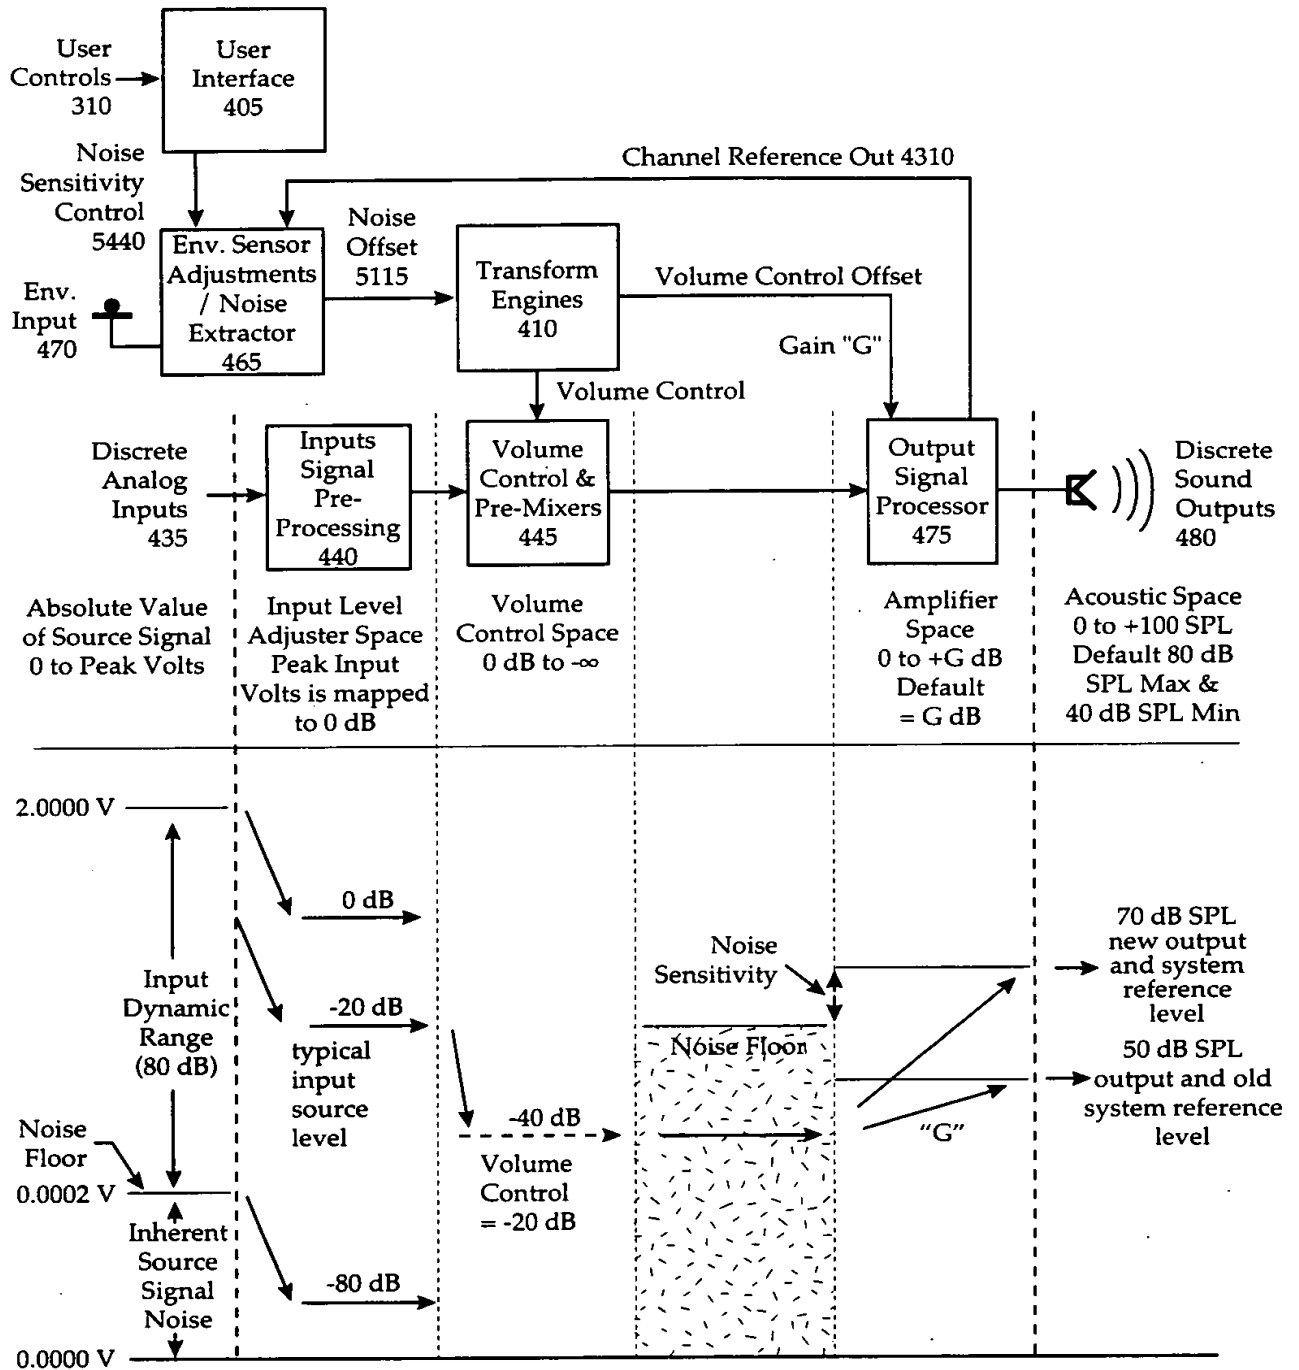 User
Controls
310
User
Interface
405
Noise
Sensitivity
Control
5440
Channel Reference Out 4310
Env.
Input
470
Env. Sensor
Adjustments
/ Noise
Extractor
465
Noise
Offset
5115
Transform
Engines
410
Volume Control Offset
Gain "G"
Volume Control
Discrete
Analog
Inputs
435
Inputs
Signal
Pre-
Processing
440
Volume
Control &
Pre-Mixers
445
Output
Signal
Processor
475
Discrete
Sound
Outputs
480
Absolute Value
of Source Signal
0 to Peak Volts
Input Level
Adjuster Space
Peak Input
Volts is mapped
to 0 dB
Volume
Control Space
0 dB to -∞
Amplifier
Space
0 to +G dB
Default
= G dB
Acoustic Space
0 to +100 SPL
Default 80 dB
SPL Max &
40 dB SPL Min
2.0000 V
Input
Dynamic
Range
(80 dB)
Noise
Floor
0.0002 V
Inherent
Source
Signal
Noise
0.0000 V
0 dB
-20 dB
typical
input
source
level
-80 dB
-40 dB
Volume
Control
= -20 dB
Noise
Sensitivity
Noise Floor
"G"
70 dB SPL
new output
and system
reference
level
50 dB SPL
output and old
system reference
level